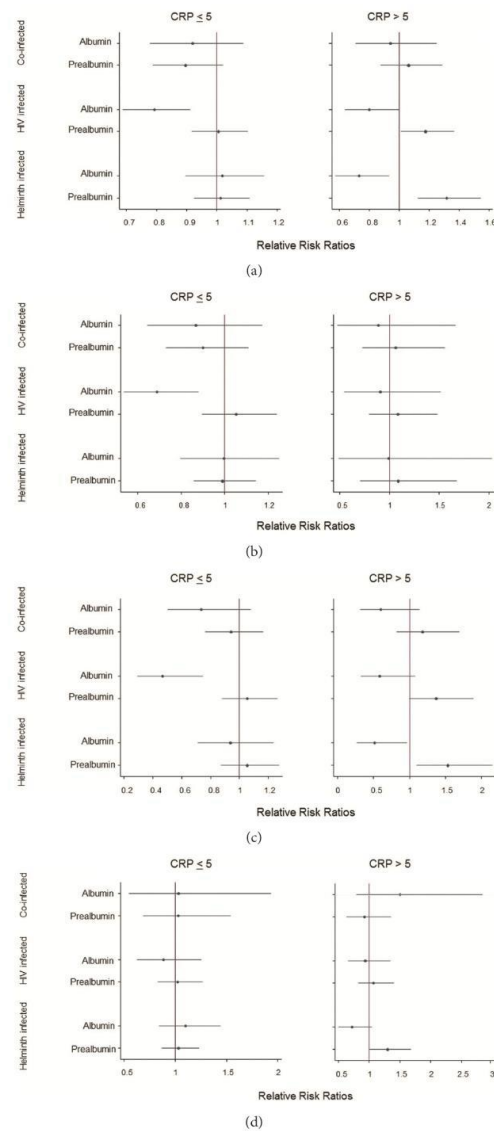 CRP ≤ 5
CRP > 5
Co-infected
Albumin
Prealbumin
HIV infected
Albumin
Prealbumin
Helminth infected
Albumin
Prealbumin
0.7 0.8 0.9 1 1.1 1.2
0.6 0.8 1 1.2 1.4 1.6
Relative Risk Ratios
(a)
CRP ≤ 5
CRP > 5
Co-infected
Albumin
Prealbumin
HIV infected
Albumin
Prealbumin
Helminth infected
Albumin
Prealbumin
0.6 0.8 1 1.2
0.5 1 1.5 2
Relative Risk Ratios
(b)
CRP ≤ 5
CRP > 5
Co-infected
Albumin
Prealbumin
HIV infected
Albumin
Prealbumin
Helminth infected
Albumin
Prealbumin
0.2 0.4 0.6 0.8 1 1.2
0 0.5 1 1.5 2
Relative Risk Ratios
(c)
CRP ≤ 5
CRP > 5
Co-infected
Albumin
Prealbumin
HIV infected
Albumin
Prealbumin
Helminth infected
Albumin
Prealbumin
0.5 1 1.5 2
0.5 1 1.5 2 2.5 3
Relative Risk Ratios
(d)